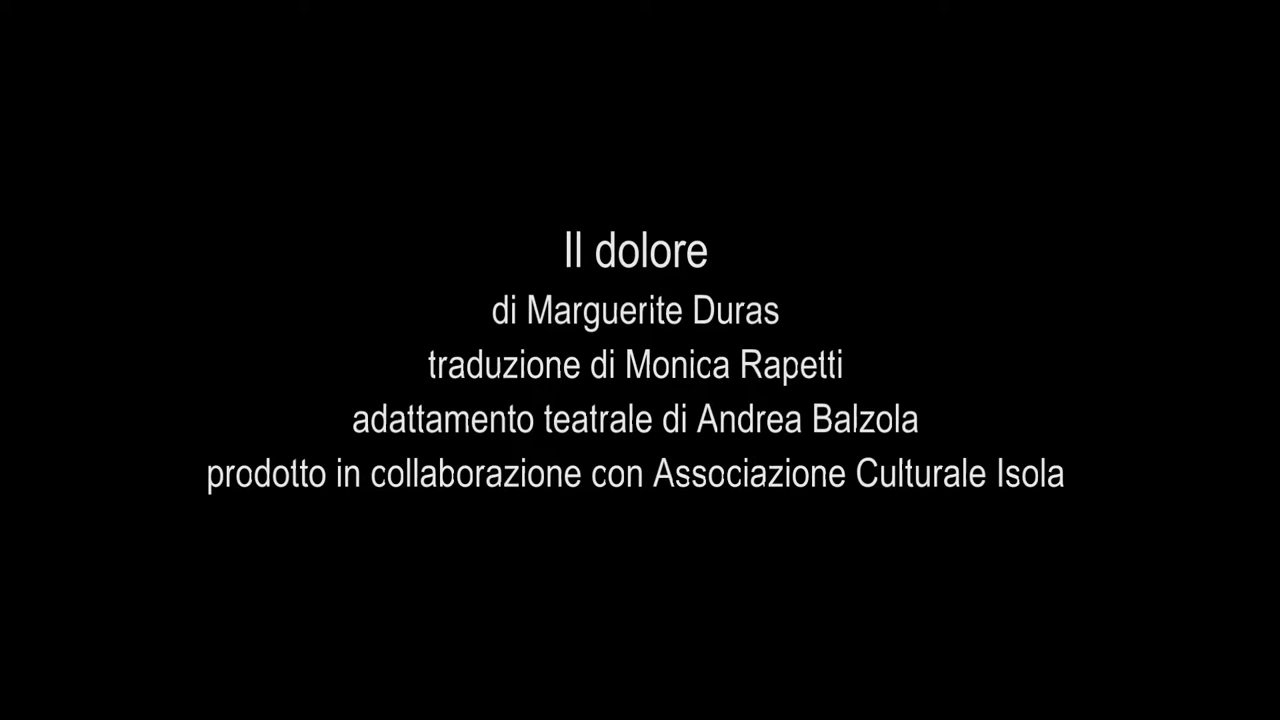 Il dolore
di Marguerite Duras
traduzione di Monica Rapetti
adattamento teatrale di Andrea Balzola
prodotto in collaborazione con Associazione Culturale Isola